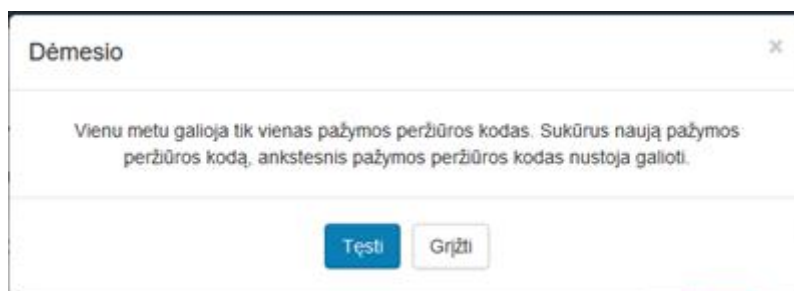 Dėmesio
×
Vienu metu galioja tik vienas pažymos peržiūros kodas. Sukūrus naują pažymos
peržiūros kodą, ankstesnis pažymos peržiūros kodas nustoja galioti.
Tęsti Grįžti